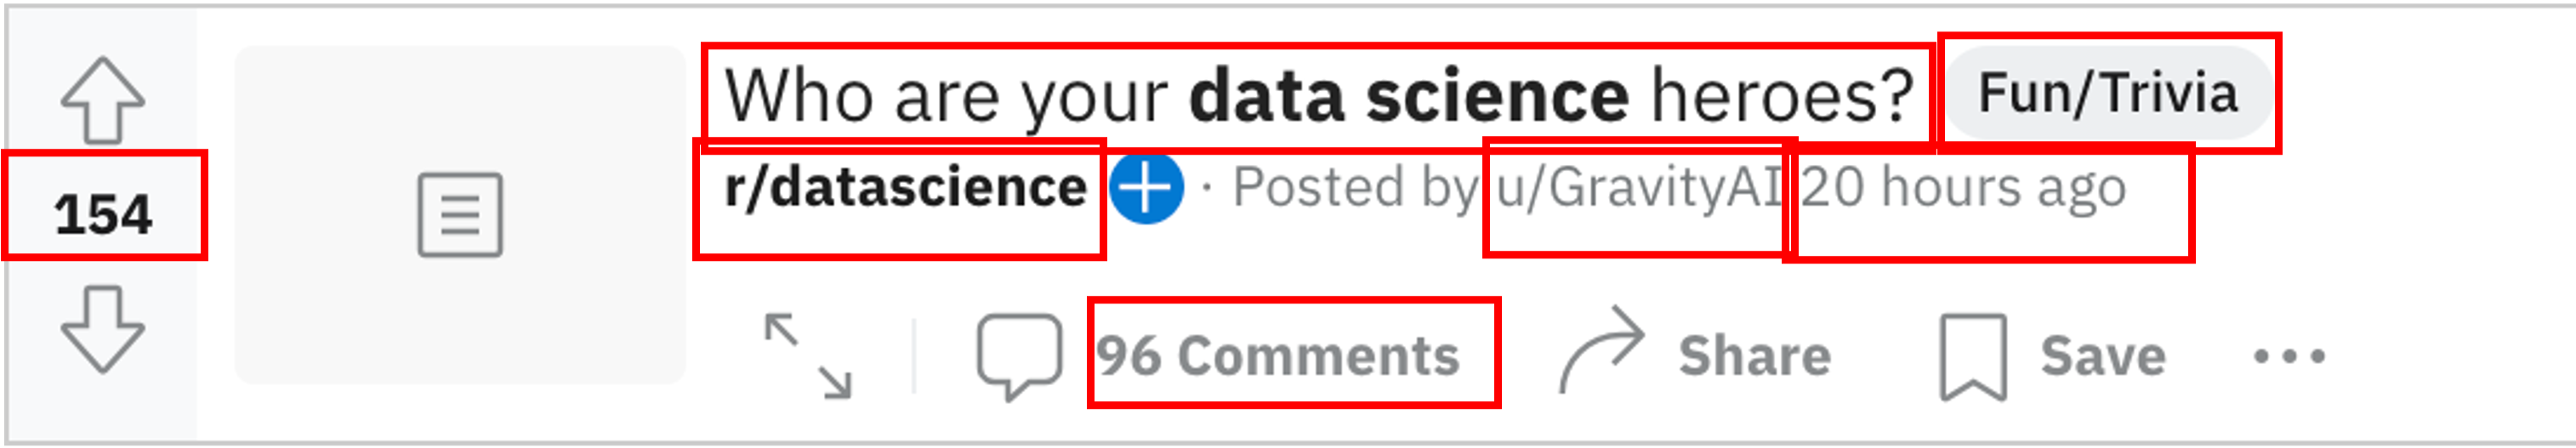 Who are your data science heroes? Fun/Trivia
154
r/datascience · Posted by u/GravityAI 20 hours ago
96 Comments Share Save ...